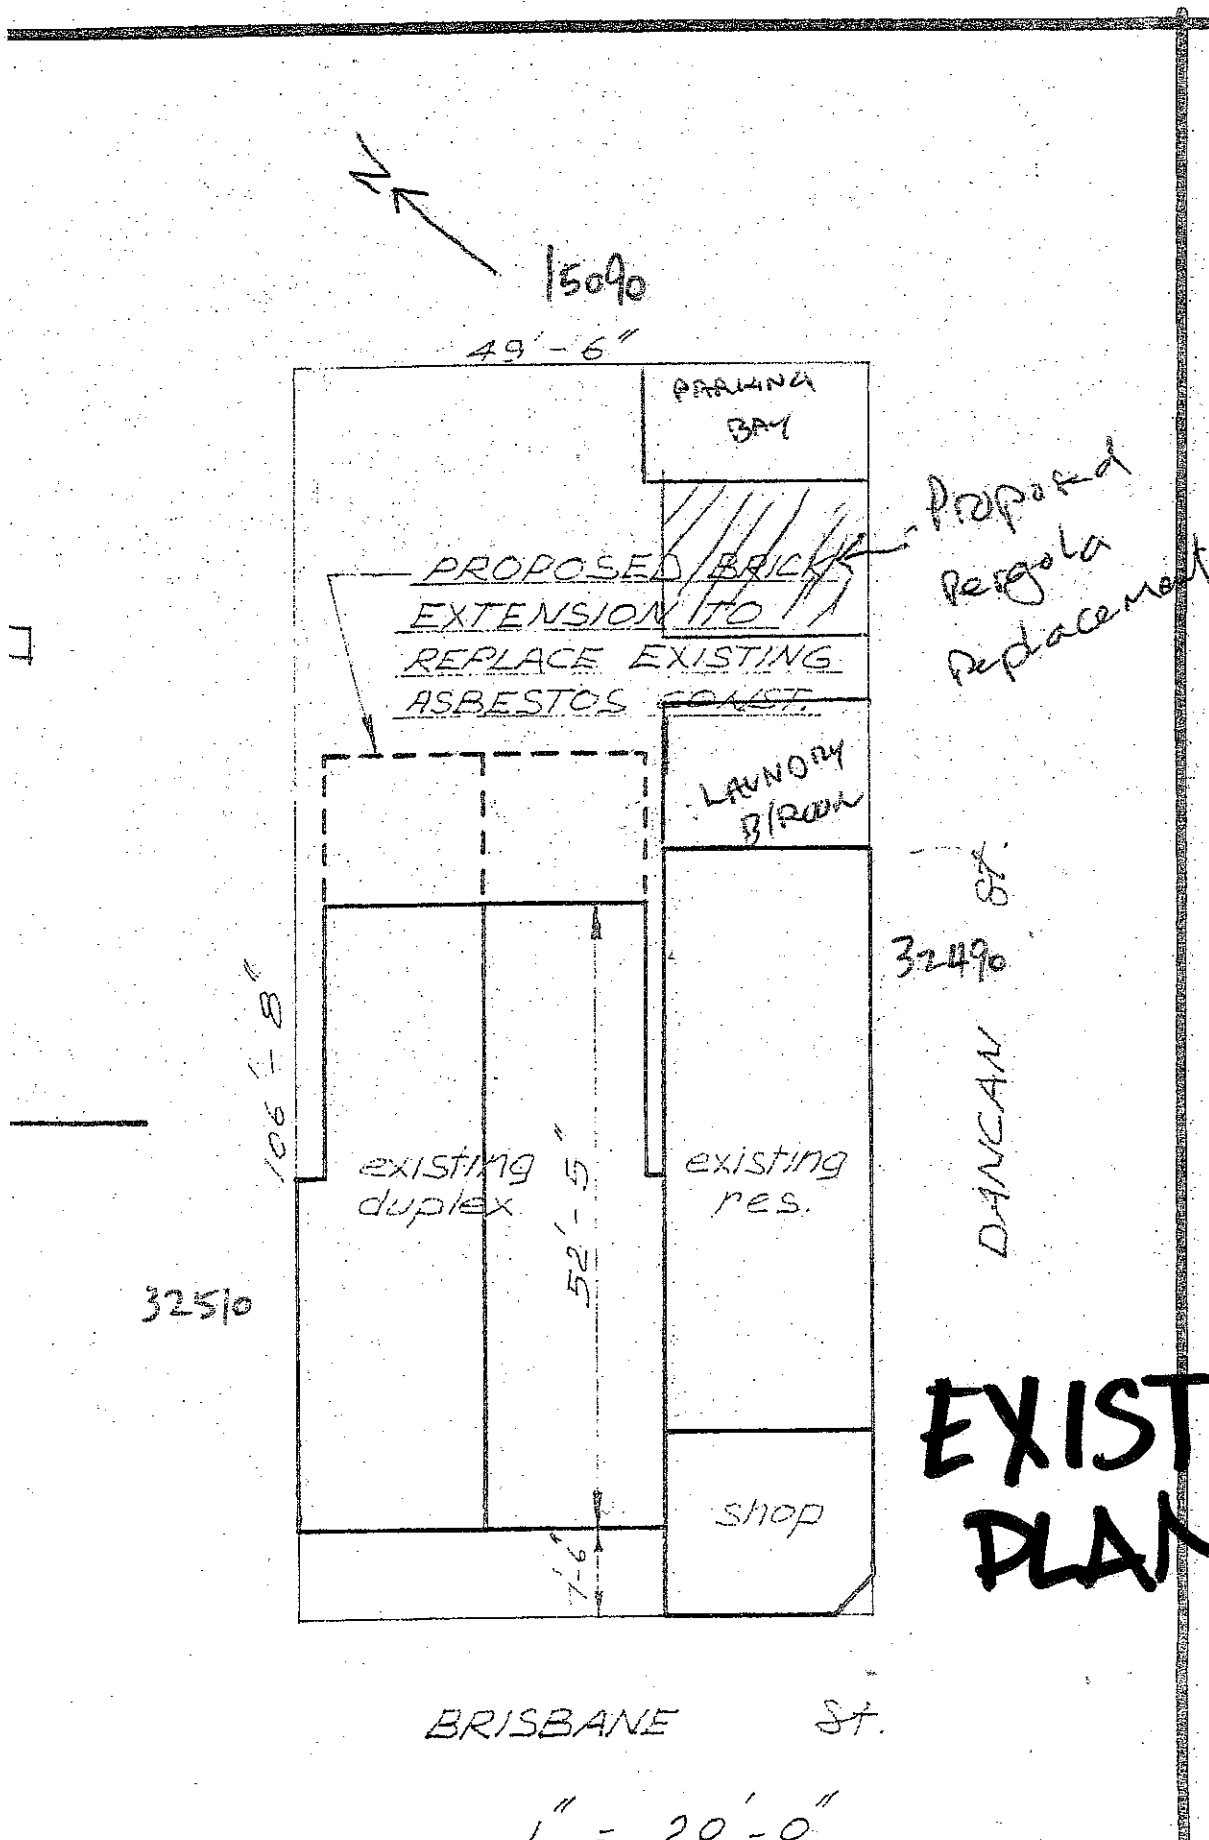 N
15090
49'-6"
PARKING
BAY
Proposed
Pergola
Replacement
PROPOSED BRICK
EXTENSION TO
REPLACE EXISTING
ASBESTOS CONST.
LAUNDRY
B/ROOM
32490
DANCAN St.
106'-8"
existing
duplex
52'-5"
existing
res.
32510
EXIST
PLAN
shop
7'-6"
BRISBANE St.
1" - 20'-0"